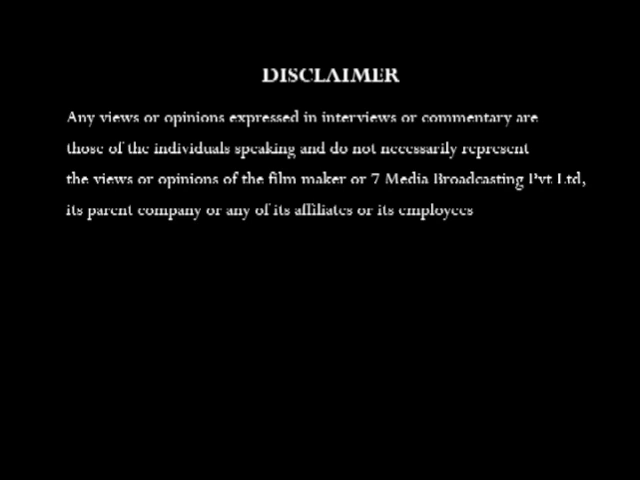 DISCLAIMER
Any views or opinions expressed in interviews or commentary are
those of the individuals speaking and do not necessarily represent
the views or opinions of the film maker or 7 Media Broadcasting Pvt Ltd,
its parent company or any of its affiliates or its employees